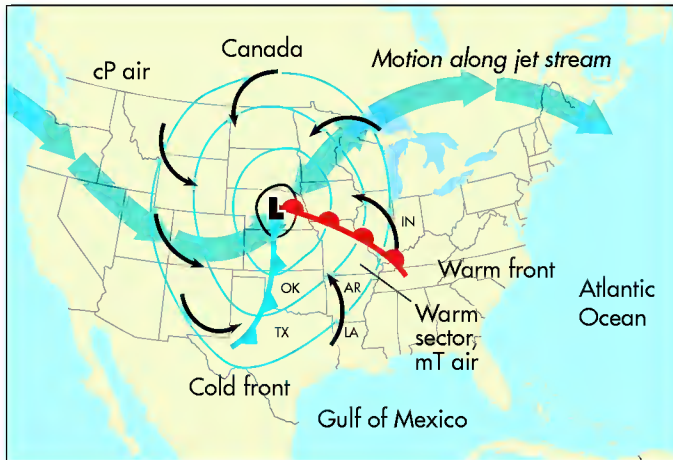 Canada
cP air
Motion along jet stream
L
IN
Warm front
OK
AR
Atlantic
Ocean
Warm
sector,
mT air
TX
LA
Cold front
Gulf of Mexico